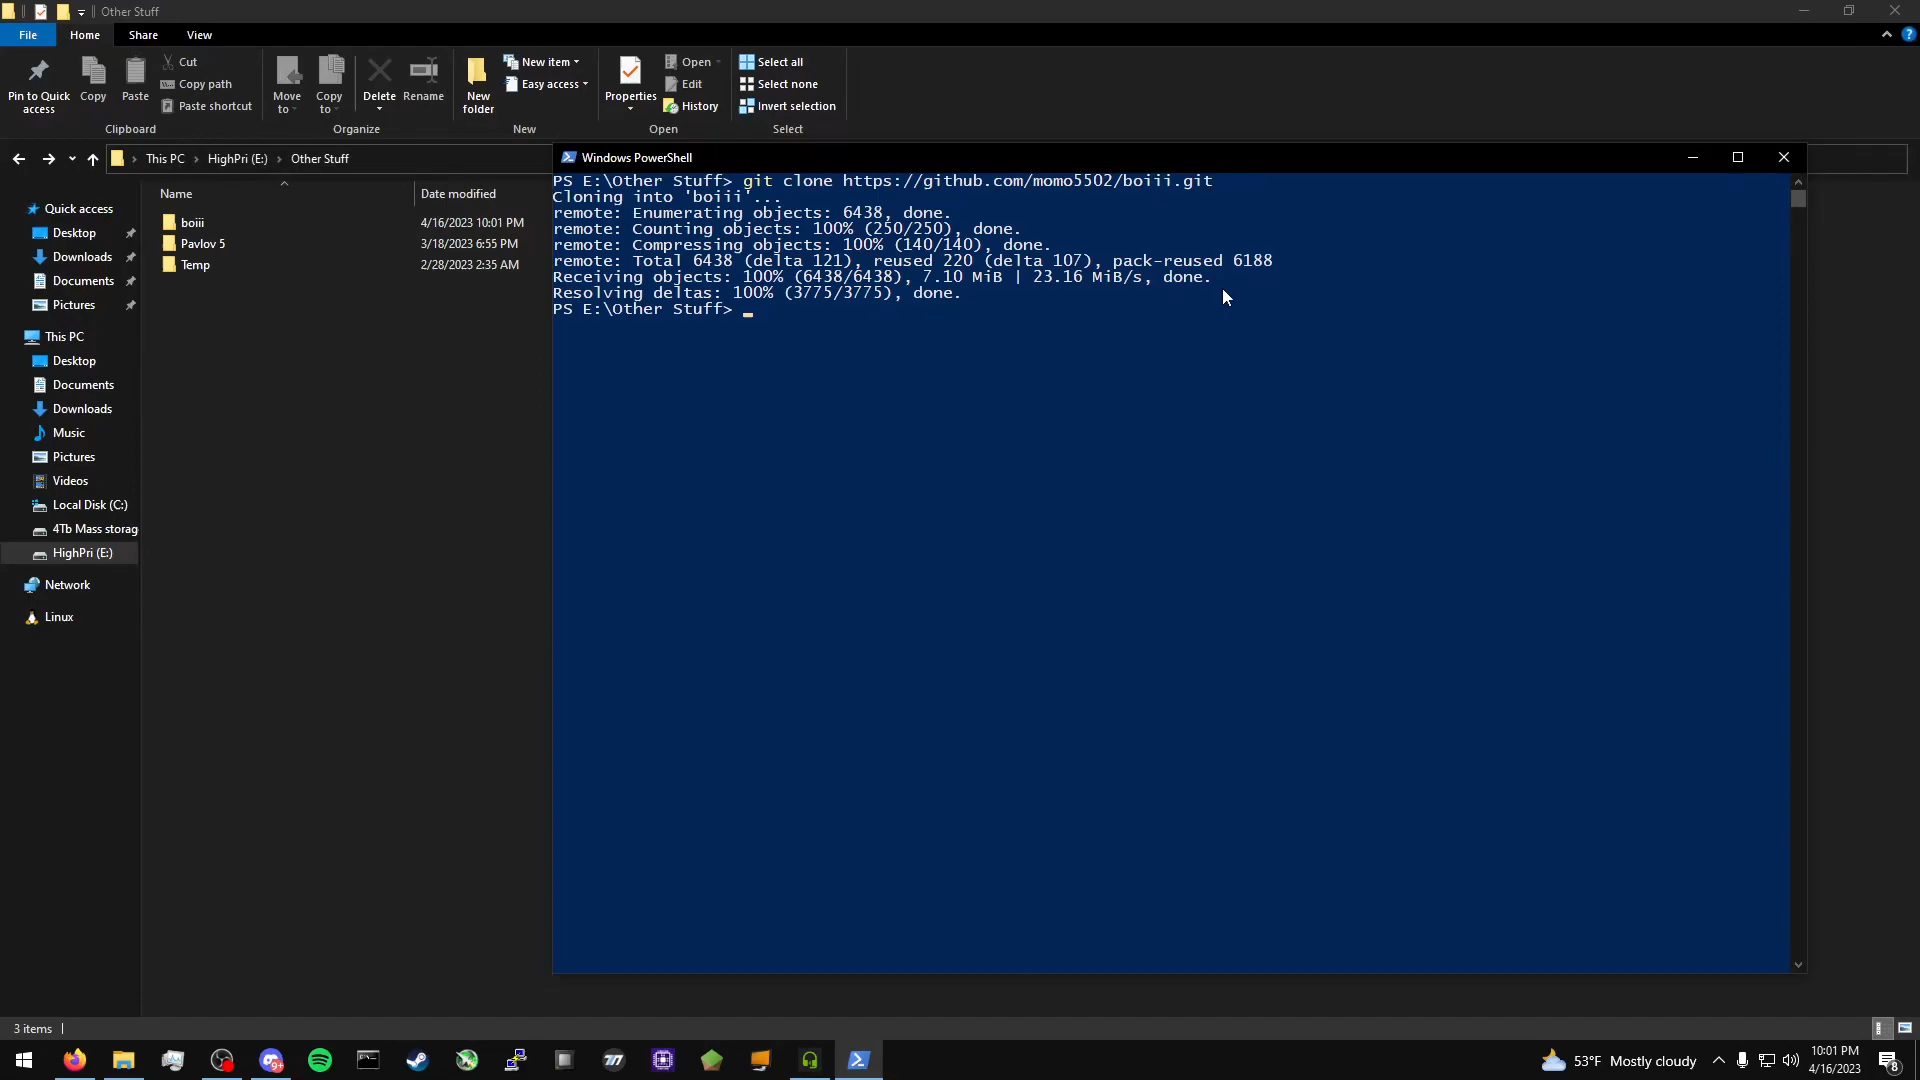 Other Stuff
File Home Share View
Pin to Quick access
Copy
Paste
Cut
Copy path
Paste shortcut
Clipboard
Move to
Copy to
Delete
Rename
Organize
New folder
New item
Easy access
New
Properties
Open
Edit
History
Open
Select all
Select none
Invert selection
Select
This PC > HighPri (E:) > Other Stuff
Name Date modified
boiii 4/16/2023 10:01 PM
Pavlov 5 3/18/2023 6:55 PM
Temp 2/28/2023 2:35 AM
Quick access
Desktop
Downloads
Documents
Pictures
This PC
Desktop
Documents
Downloads
Music
Pictures
Videos
Local Disk (C:)
4Tb Mass storag
HighPri (E:)
Network
Linux
Windows PowerShell
PS E:\Other Stuff> git clone https://github.com/momo5502/boiii.git
Cloning into 'boiii'...
remote: Enumerating objects: 6438, done.
remote: Counting objects: 100% (250/250), done.
remote: Compressing objects: 100% (140/140), done.
remote: Total 6438 (delta 121), reused 220 (delta 107), pack-reused 6188
Receiving objects: 100% (6438/6438), 7.10 MiB | 23.16 MiB/s, done.
Resolving deltas: 100% (3775/3775), done.
PS E:\Other Stuff> _
3 items
9+
53°F Mostly cloudy
10:01 PM
4/16/2023
8